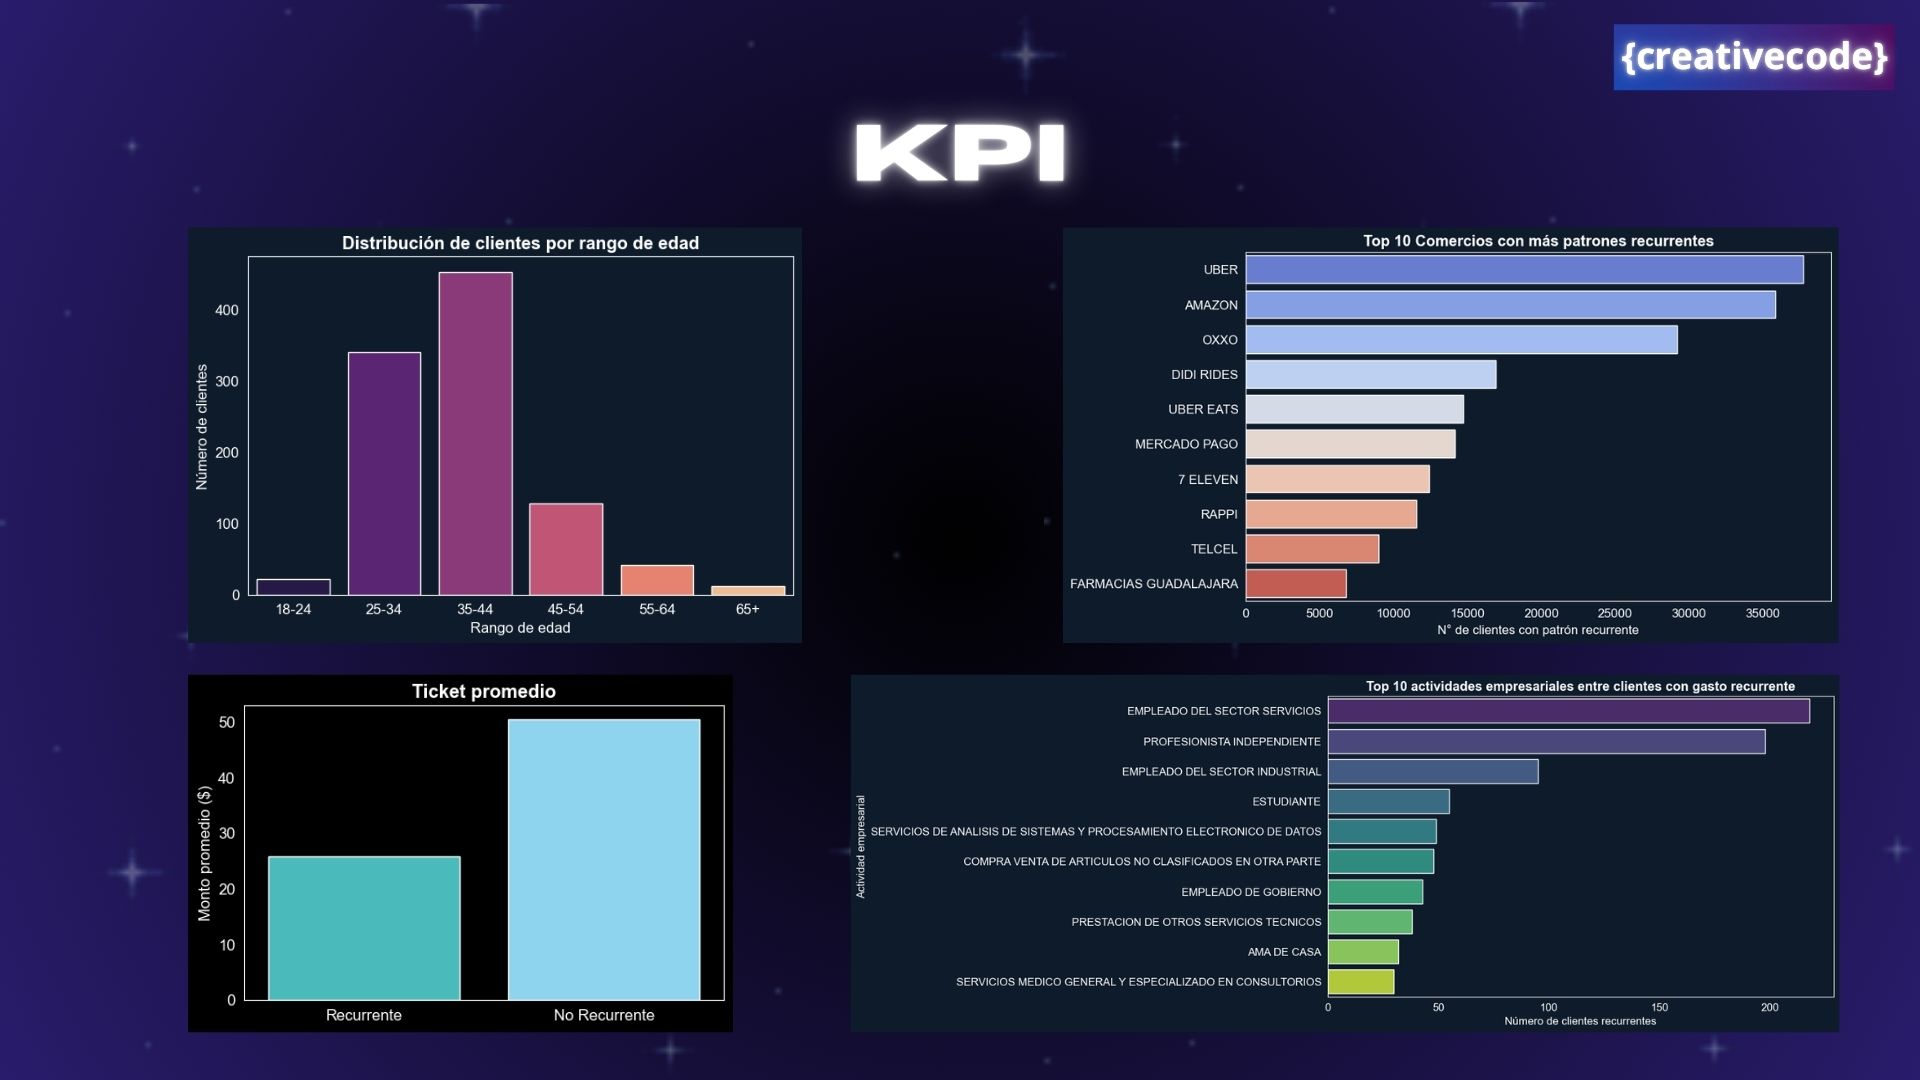 {creativecode}
KPI
Distribución de clientes por rango de edad
Número de clientes
400
300
200
100
0
18-24 25-34 35-44 45-54 55-64 65+
Rango de edad
Top 10 Comercios con más patrones recurrentes
UBER
AMAZON
OXXO
DIDI RIDES
UBER EATS
MERCADO PAGO
7 ELEVEN
RAPPI
TELCEL
FARMACIAS GUADALAJARA
0 5000 10000 15000 20000 25000 30000 35000
N° de clientes con patrón recurrente
Ticket promedio
Monto promedio ($)
50
40
30
20
10
0
Recurrente No Recurrente
Top 10 actividades empresariales entre clientes con gasto recurrente
Actividad empresarial
EMPLEADO DEL SECTOR SERVICIOS
PROFESIONISTA INDEPENDIENTE
EMPLEADO DEL SECTOR INDUSTRIAL
ESTUDIANTE
SERVICIOS DE ANALISIS DE SISTEMAS Y PROCESAMIENTO ELECTRONICO DE DATOS
COMPRA VENTA DE ARTICULOS NO CLASIFICADOS EN OTRA PARTE
EMPLEADO DE GOBIERNO
PRESTACION DE OTROS SERVICIOS TECNICOS
AMA DE CASA
SERVICIOS MEDICO GENERAL Y ESPECIALIZADO EN CONSULTORIOS
0 50 100 150 200
Número de clientes recurrentes